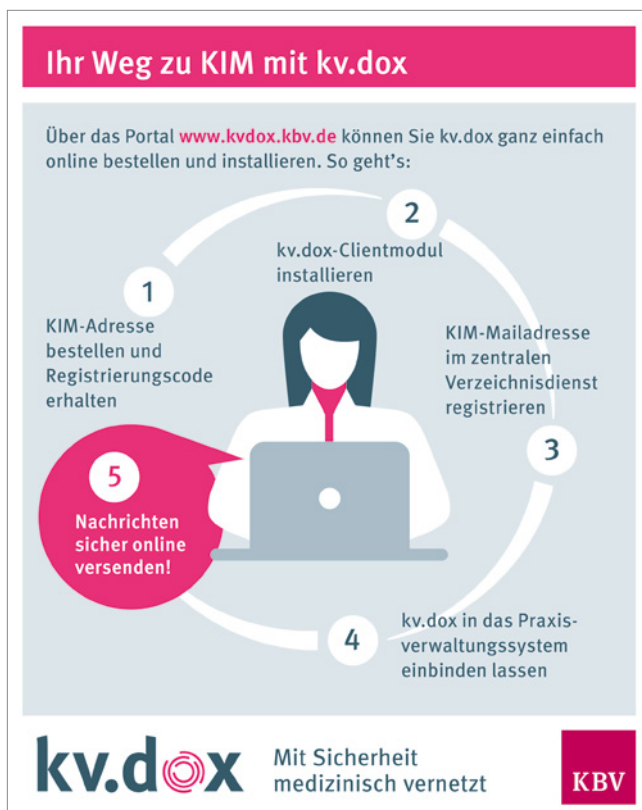 Ihr Weg zu KIM mit kv.dox
Über das Portal www.kvdox.kbv.de können Sie kv.dox ganz einfach
online bestellen und installieren. So geht’s:
1
KIM-Adresse
bestellen und
Registrierungscode
erhalten
2
kv.dox-Clientmodul
installieren
3
KIM-Mailadresse
im zentralen
Verzeichnisdienst
registrieren
4
kv.dox in das Praxis-
verwaltungssystem
einbinden lassen
5
Nachrichten
sicher online
versenden!
kv.dox
Mit Sicherheit
medizinisch vernetzt
KBV